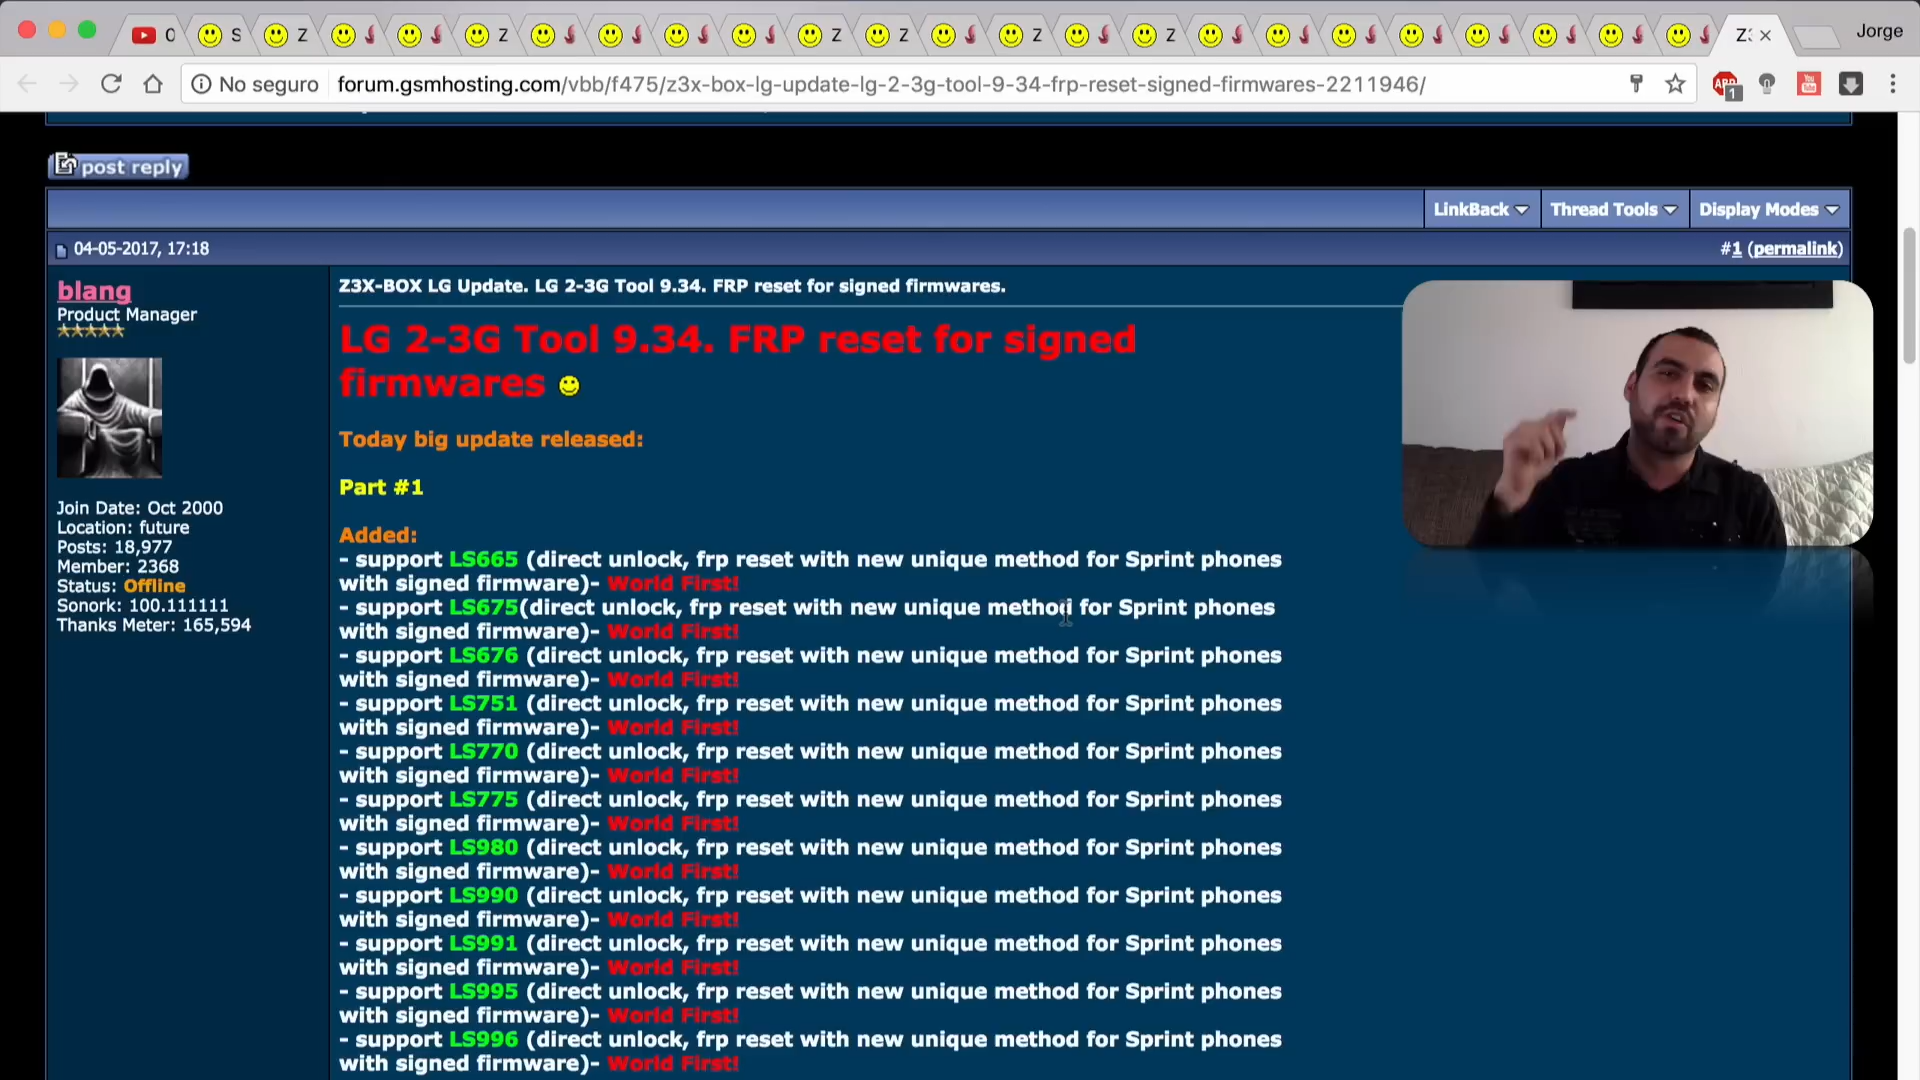 C
S
Z
Z
Z
Z
Z
Z
Z3
Jorge
No seguro
forum.gsmhosting.com/vbb/f475/z3x-box-lg-update-lg-2-3g-tool-9-34-frp-reset-signed-firmwares-2211946/
ABP
1
You
Tube
post reply
LinkBack
Thread Tools
Display Modes
04-05-2017, 17:18
#1 (permalink)
blang
Product Manager
Join Date: Oct 2000
Location: future
Posts: 18,977
Member: 2368
Status: Offline
Sonork: 100.111111
Thanks Meter: 165,594
Z3X-BOX LG Update. LG 2-3G Tool 9.34. FRP reset for signed firmwares.
LG 2-3G Tool 9.34. FRP reset for signed
firmwares
Today big update released:
Part #1
Added:
- support LS665 (direct unlock, frp reset with new unique method for Sprint phones
with signed firmware)- World First!
- support LS675(direct unlock, frp reset with new unique method for Sprint phones
with signed firmware)- World First!
- support LS676 (direct unlock, frp reset with new unique method for Sprint phones
with signed firmware)- World First!
- support LS751 (direct unlock, frp reset with new unique method for Sprint phones
with signed firmware)- World First!
- support LS770 (direct unlock, frp reset with new unique method for Sprint phones
with signed firmware)- World First!
- support LS775 (direct unlock, frp reset with new unique method for Sprint phones
with signed firmware)- World First!
- support LS980 (direct unlock, frp reset with new unique method for Sprint phones
with signed firmware)- World First!
- support LS990 (direct unlock, frp reset with new unique method for Sprint phones
with signed firmware)- World First!
- support LS991 (direct unlock, frp reset with new unique method for Sprint phones
with signed firmware)- World First!
- support LS995 (direct unlock, frp reset with new unique method for Sprint phones
with signed firmware)- World First!
- support LS996 (direct unlock, frp reset with new unique method for Sprint phones
with signed firmware)- World First!